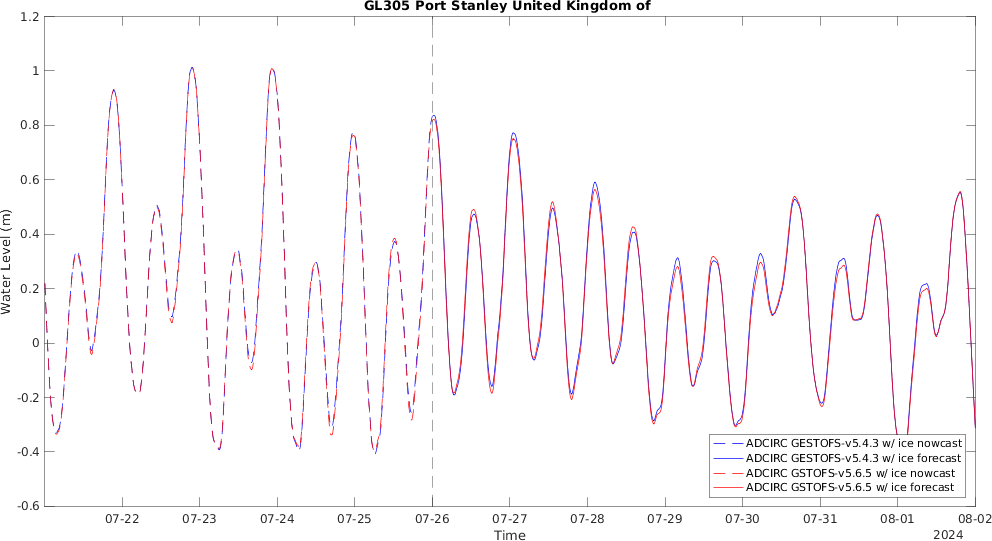 GL305 Port Stanley United Kingdom of
1.2
1
0.8
0.6
0.4
0.2
0
-0.2
-0.4
-0.6
Water Level (m)
ADCIRC GESTOFS-v5.4.3 w/ ice nowcast
ADCIRC GESTOFS-v5.4.3 w/ ice forecast
ADCIRC GSTOFS-v5.6.5 w/ ice nowcast
ADCIRC GSTOFS-v5.6.5 w/ ice forecast
07-22 07-23 07-24 07-25 07-26 07-27 07-28 07-29 07-30 07-31 08-01 08-02
Time
2024